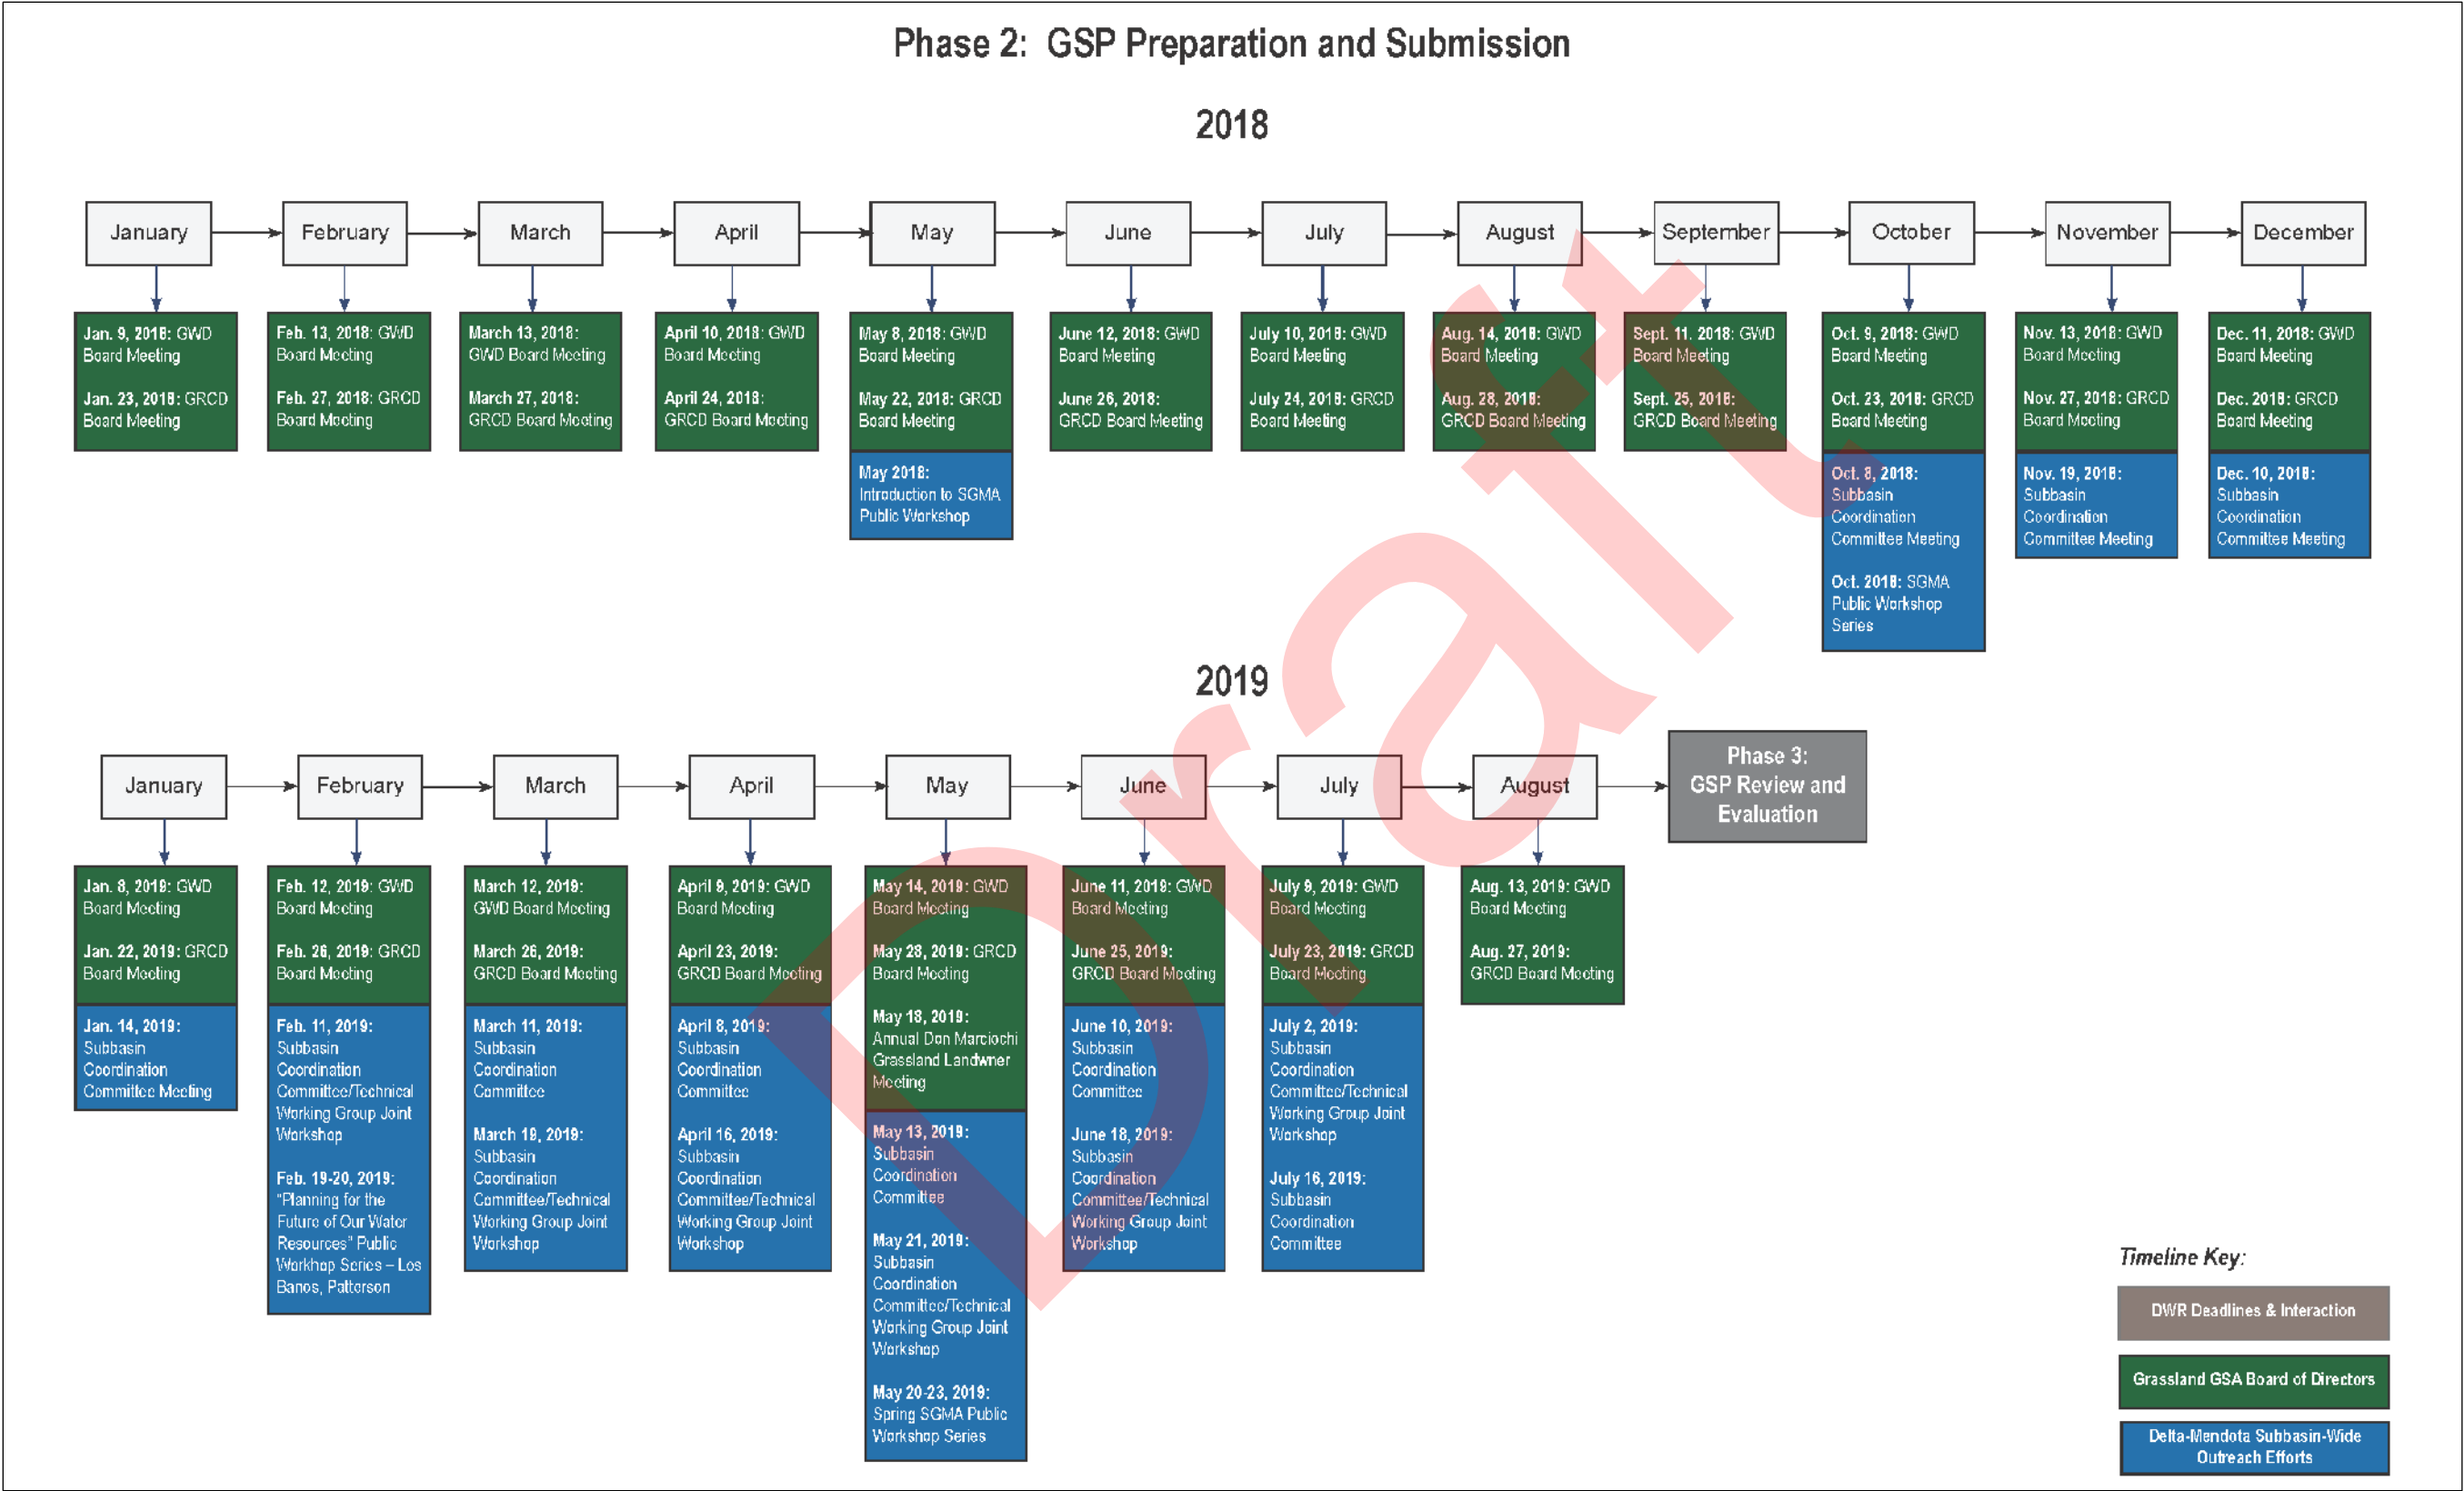 Phase 2: GSP Preparation and Submission
2018
January
February
March
April
May
June
July
August
September
October
November
December
Jan. 9, 2018: GWD
Board Meeting
Jan. 23, 2018: GRCD
Board Meeting
Feb. 13, 2018: GWD
Board Meeting
Feb. 27, 2018: GRCD
Board Meeting
March 13, 2018:
GWD Board Meeting
March 27, 2018:
GRCD Board Meeting
April 10, 2018: GWD
Board Meeting
April 24, 2018:
GRCD Board Meeting
May 8, 2018: GWD
Board Meeting
May 22, 2018: GRCD
Board Meeting
May 2018:
Introduction to SGMA
Public Workshop
June 12, 2018: GWD
Board Meeting
June 26, 2018:
GRCD Board Meeting
July 10, 2018: GWD
Board Meeting
July 24, 2018: GRCD
Board Meeting
Aug. 14, 2018: GWD
Board Meeting
Aug. 28, 2018:
GRCD Board Meeting
Sept. 11, 2018: GWD
Board Meeting
Sept. 25, 2018:
GRCD Board Meeting
Oct. 9, 2018: GWD
Board Meeting
Oct. 23, 2018: GRCD
Board Meeting
Oct. 8, 2018:
Subbasin
Coordination
Committee Meeting
Oct. 2018: SGMA
Public Workshop
Series
Nov. 13, 2018: GWD
Board Meeting
Nov. 27, 2018: GRCD
Board Meeting
Nov. 19, 2018:
Subbasin
Coordination
Committee Meeting
Dec. 11, 2018: GWD
Board Meeting
Dec. 2018: GRCD
Board Meeting
Dec. 10, 2018:
Subbasin
Coordination
Committee Meeting
2019
January
February
March
April
May
June
July
August
Phase 3:
GSP Review and
Evaluation
Jan. 8, 2019: GWD
Board Meeting
Jan. 22, 2019: GRCD
Board Meeting
Jan. 14, 2019:
Subbasin
Coordination
Committee Meeting
Feb. 12, 2019: GWD
Board Meeting
Feb. 26, 2019: GRCD
Board Meeting
Feb. 11, 2019:
Subbasin
Coordination
Committee/Technical
Working Group Joint
Workshop
Feb. 19-20, 2019:
"Planning for the
Future of Our Water
Resources" Public
Workhop Series – Los
Banos, Patterson
March 12, 2019:
GWD Board Meeting
March 26, 2019:
GRCD Board Meeting
March 11, 2019:
Subbasin
Coordination
Committee
March 19, 2019:
Subbasin
Coordination
Committee/Technical
Working Group Joint
Workshop
April 9, 2019: GWD
Board Meeting
April 23, 2019:
GRCD Board Meeting
April 8, 2019:
Subbasin
Coordination
Committee
April 16, 2019:
Subbasin
Coordination
Committee/Technical
Working Group Joint
Workshop
May 14, 2019: GWD
Board Meeting
May 28, 2019: GRCD
Board Meeting
May 18, 2019:
Annual Don Marciochi
Grassland Landwner
Meeting
May 13, 2019:
Subbasin
Coordination
Committee
May 21, 2019:
Subbasin
Coordination
Committee/Technical
Working Group Joint
Workshop
May 20-23, 2019:
Spring SGMA Public
Workshop Series
June 11, 2019: GWD
Board Meeting
June 25, 2019:
GRCD Board Meeting
June 10, 2019:
Subbasin
Coordination
Committee
June 18, 2019:
Subbasin
Coordination
Committee/Technical
Working Group Joint
Workshop
July 9, 2019: GWD
Board Meeting
July 23, 2019: GRCD
Board Meeting
July 2, 2019:
Subbasin
Coordination
Committee/Technical
Working Group Joint
Workshop
July 16, 2019:
Subbasin
Coordination
Committee
Aug. 13, 2019: GWD
Board Meeting
Aug. 27, 2019:
GRCD Board Meeting
Timeline Key:
DWR Deadlines & Interaction
Grassland GSA Board of Directors
Delta-Mendota Subbasin-Wide
Outreach Efforts
Draft